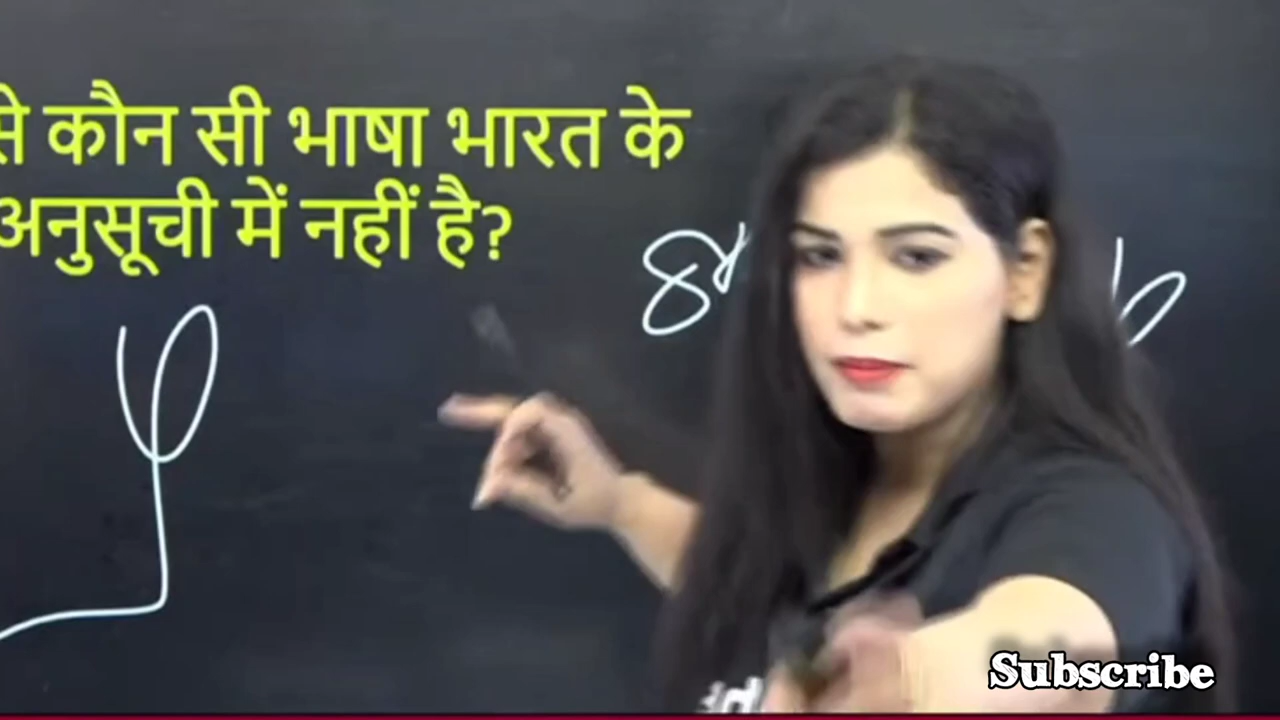 से कौन सी भाषा भारत के
अनुसूची में नहीं है?
Subscribe